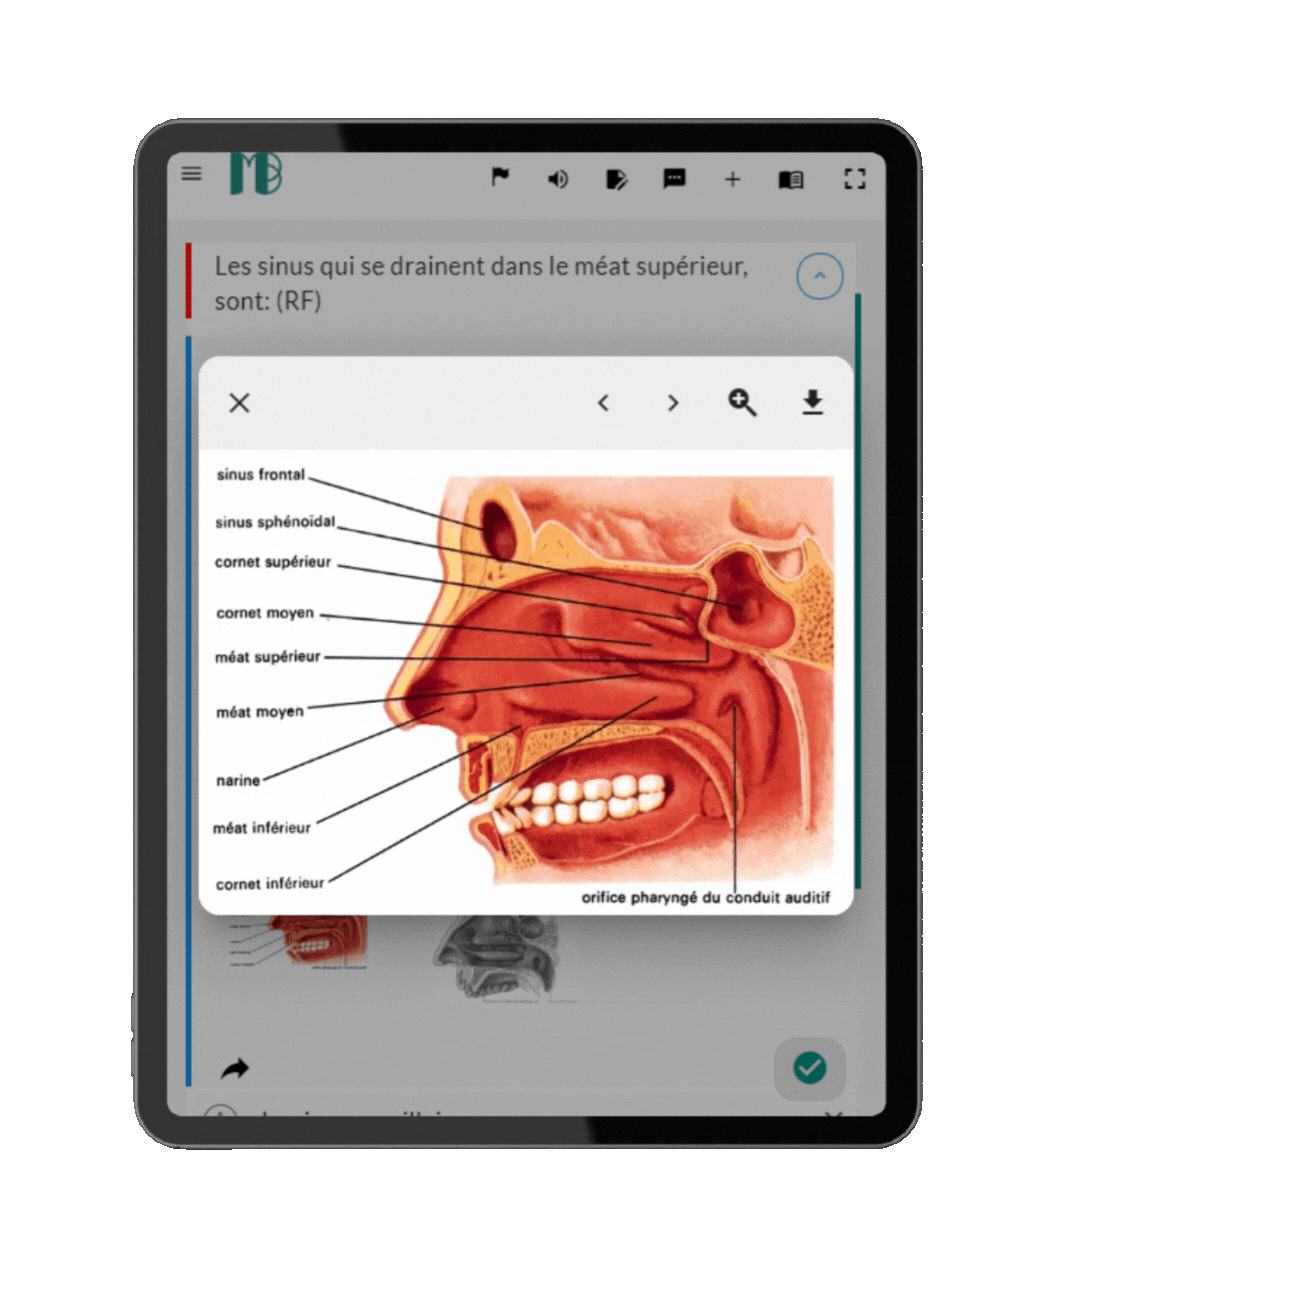 MB
Les sinus qui se drainent dans le méat supérieur,
sont: (RF)
sinus frontal
sinus sphénoïdal
cornet supérieur
cornet moyen
méat supérieur
méat moyen
narine
méat inférieur
cornet inférieur
orifice pharyngé du conduit auditif